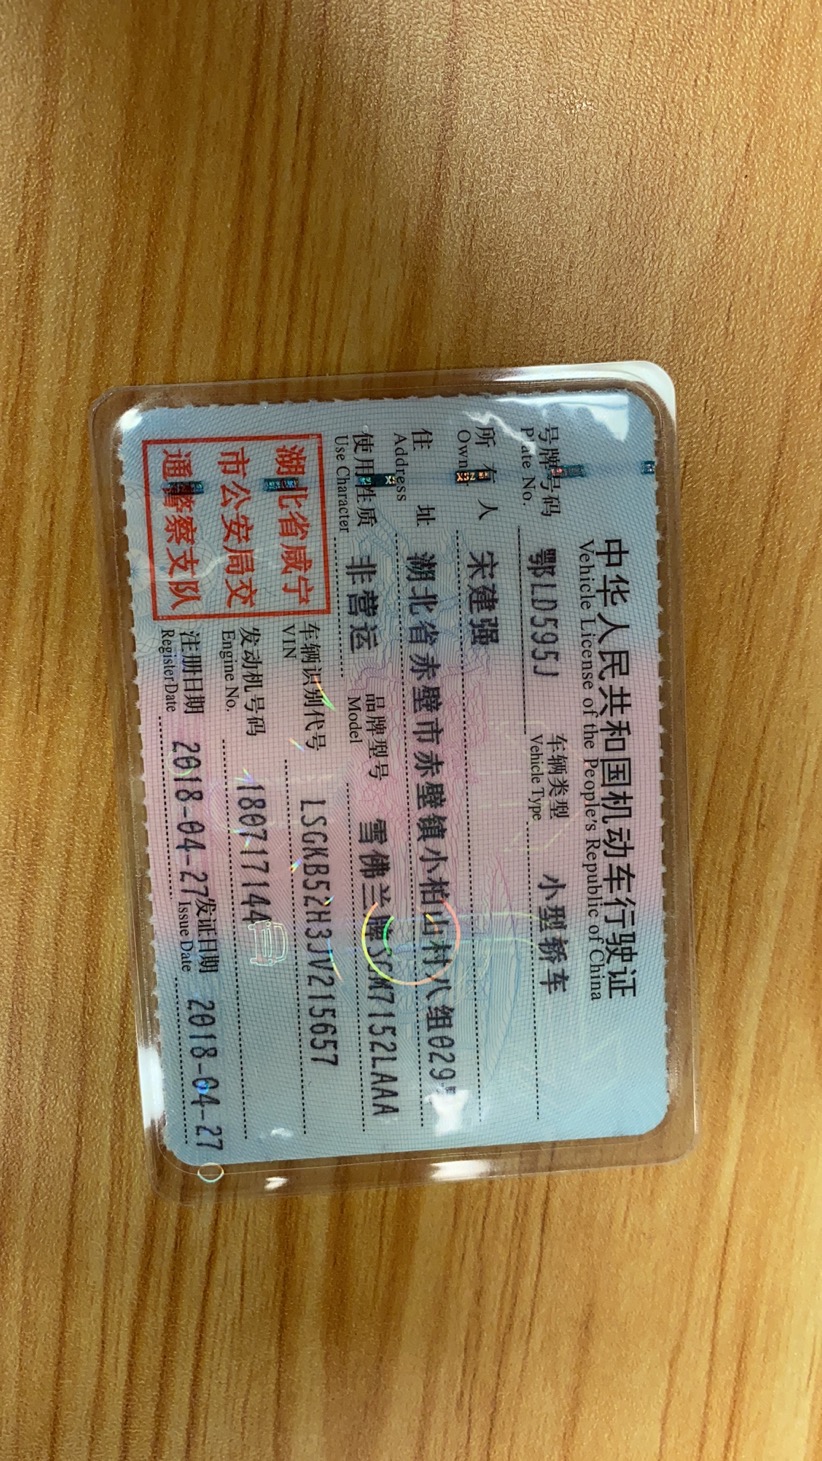 中华人民共和国机动车行驶证
Vehicle License of the People's Republic of China
号牌号码 鄂LD595J 车辆类型 小型轿车
Plate No. Vehicle Type
所有人 宋建强
Owner
住址 湖北省赤壁市赤壁镇小柏山村八组029
Address
使用性质 非营运 品牌型号 雪佛兰牌SGM7152LAAA
Use Character Model
湖北省咸宁
市公安局交
通警察支队
车辆识别代号 LSGKB52H3JV215657
VIN
发动机号码 180717144
Engine No.
注册日期 2018-04-27 发证日期 2018-04-27
Register Date Issue Date